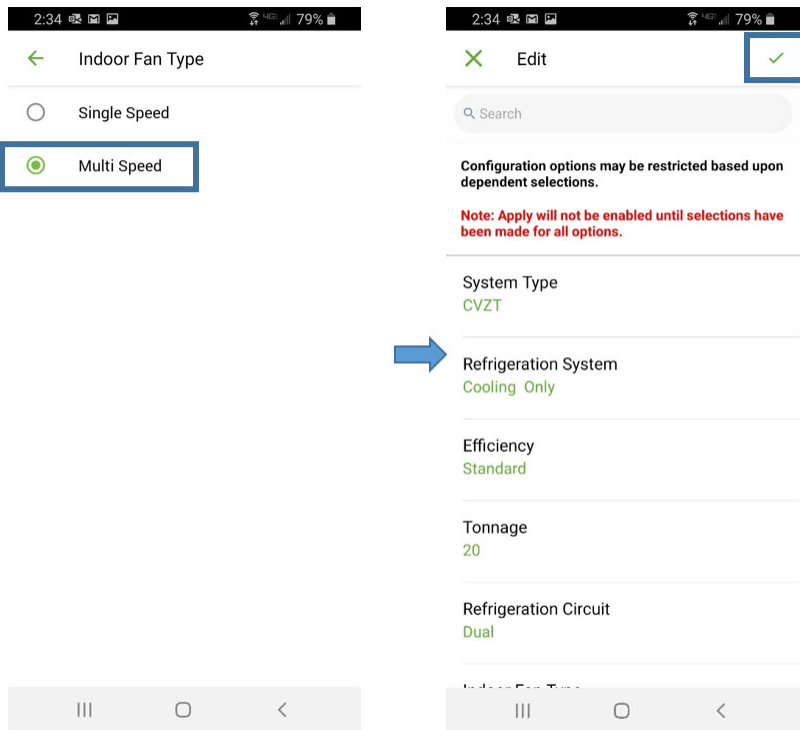 2:34 79%
Indoor Fan Type
Single Speed
Multi Speed
2:34 79%
Edit
Search
Configuration options may be restricted based upon
dependent selections.
Note: Apply will not be enabled until selections have
been made for all options.
System Type
CVZT
Refrigeration System
Cooling Only
Efficiency
Standard
Tonnage
20
Refrigeration Circuit
Dual